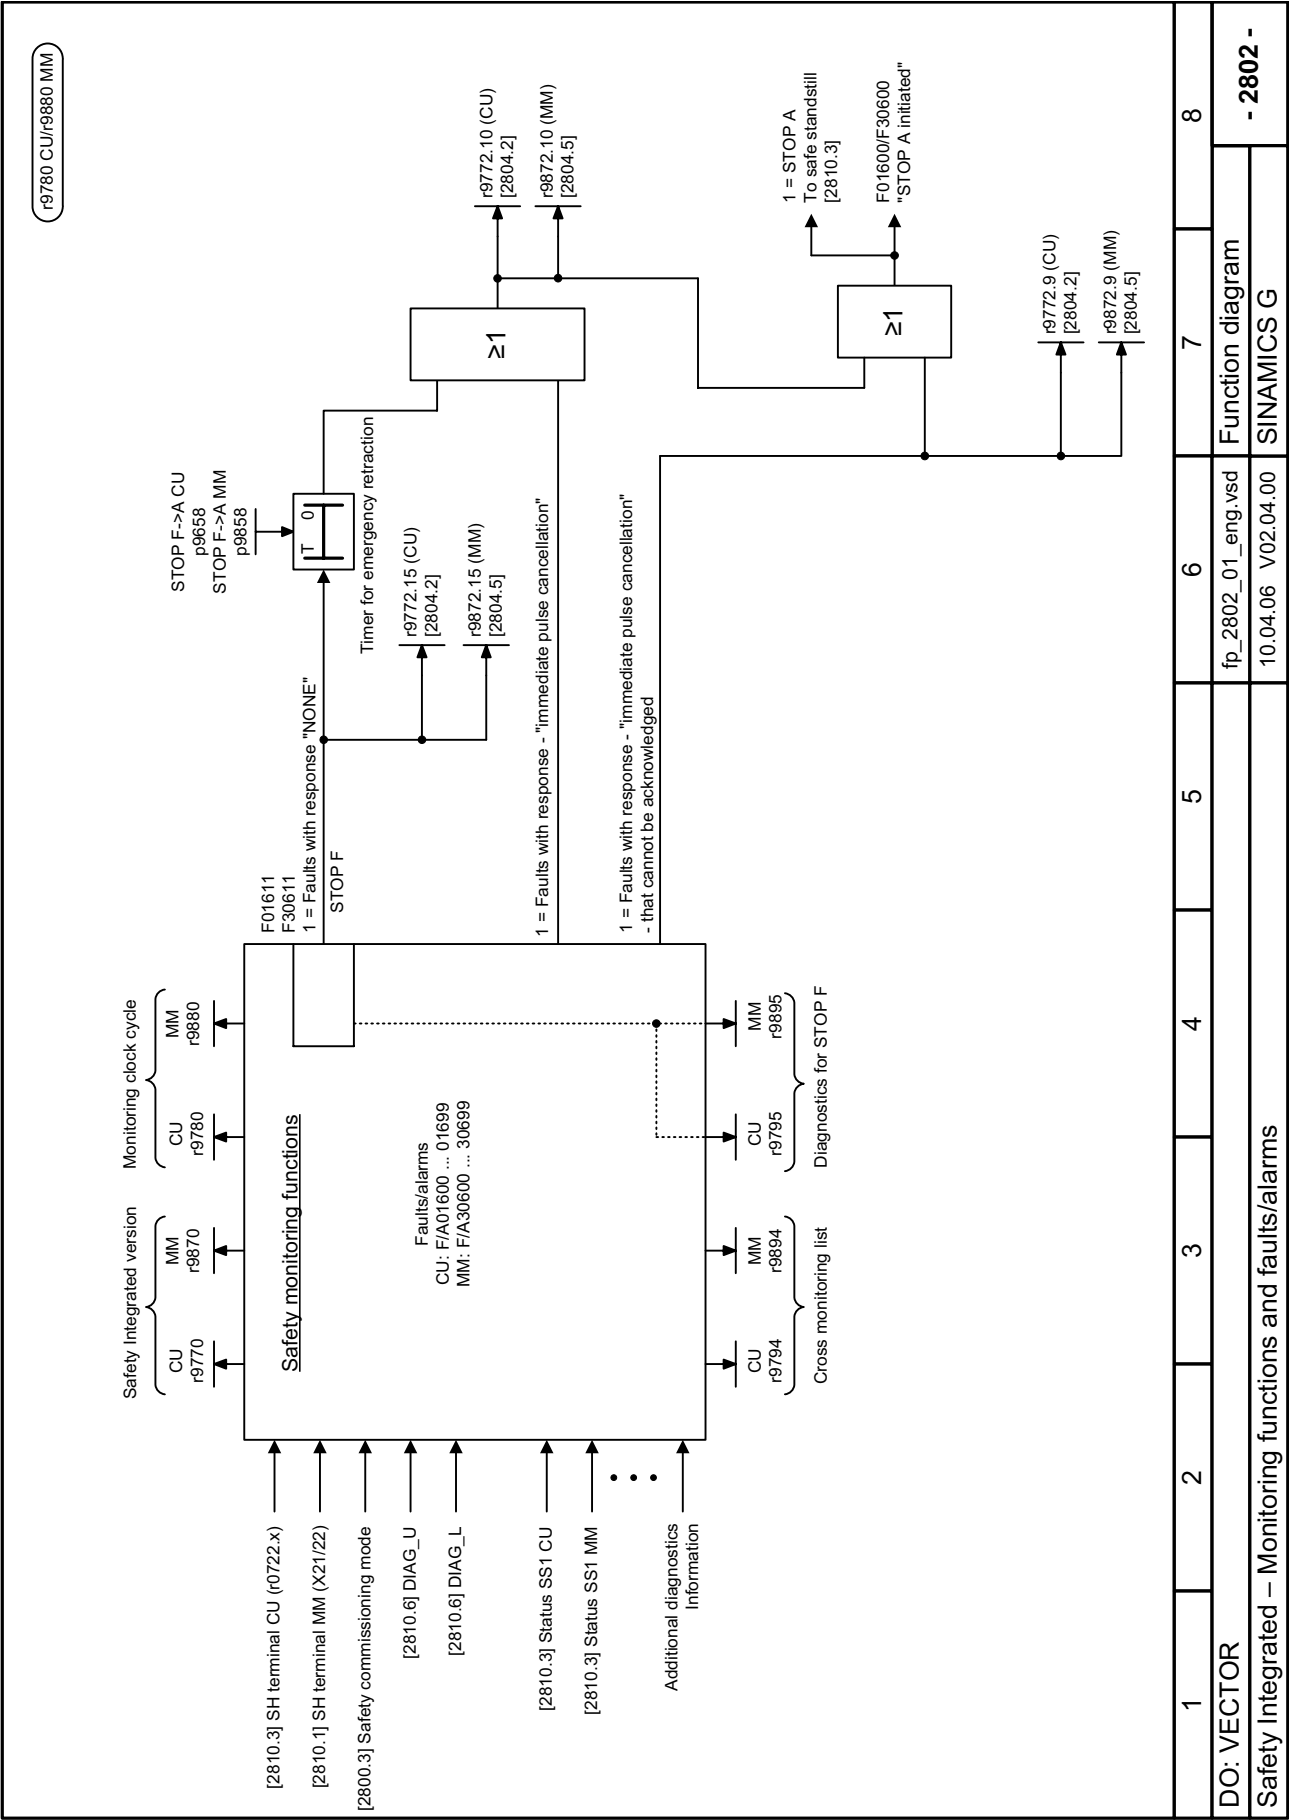 r9780 CU/r9880 MM
Safety Integrated version
CU
r9770
MM
r9870
Monitoring clock cycle
CU
r9780
MM
r9880
[2810.3] SH terminal CU (r0722.x)
[2810.1] SH terminal MM (X21/22)
[2800.3] Safety commissioning mode
[2810.6] DIAG_U
[2810.6] DIAG_L
[2810.3] Status SS1 CU
[2810.3] Status SS1 MM
Additional diagnostics
Information
Safety monitoring functions
Faults/alarms
CU: F/A01600 ... 01699
MM: F/A30600 ... 30699
CU
r9794
MM
r9894
Cross monitoring list
CU
r9795
MM
r9895
Diagnostics for STOP F
F01611
F30611
1 = Faults with response "NONE"
STOP F
STOP F->A CU
p9658
STOP F->A MM
p9858
T 0
Timer for emergency retraction
r9772.15 (CU)
[2804.2]
r9872.15 (MM)
[2804.5]
1 = Faults with response - "immediate pulse cancellation"
1 = Faults with response - "immediate pulse cancellation"
- that cannot be acknowledged
≥1
r9772.10 (CU)
[2804.2]
r9872.10 (MM)
[2804.5]
≥1
1 = STOP A
To safe standstill
[2810.3]
F01600/F30600
"STOP A initiated"
r9772.9 (CU)
[2804.2]
r9872.9 (MM)
[2804.5]
1 2 3 4 5 6 7 8
DO: VECTOR
fp_2802_01_eng.vsd
Function diagram
- 2802 -
Safety Integrated – Monitoring functions and faults/alarms
10.04.06 V02.04.00
SINAMICS G